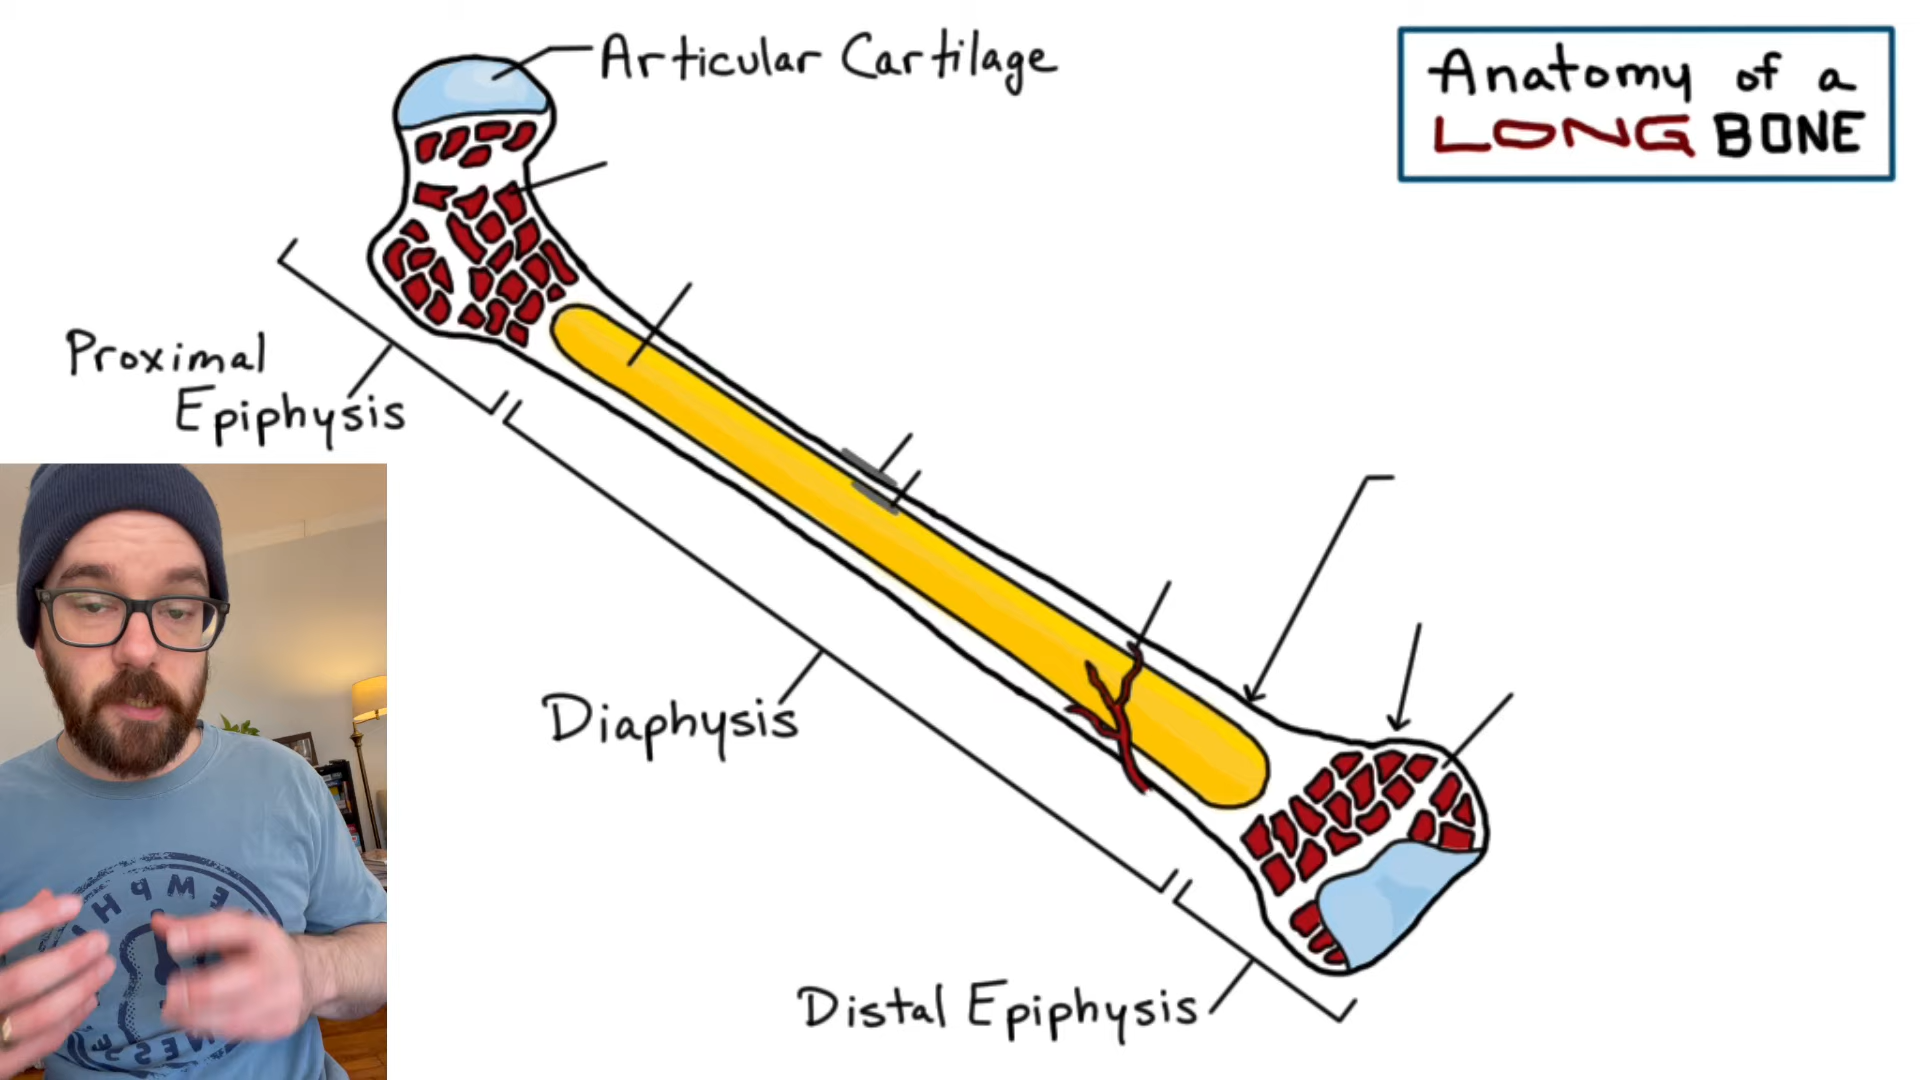 Articular Cartilage
Anatomy of a
LONG BONE
Proximal
Epiphysis
Diaphysis
Distal Epiphysis